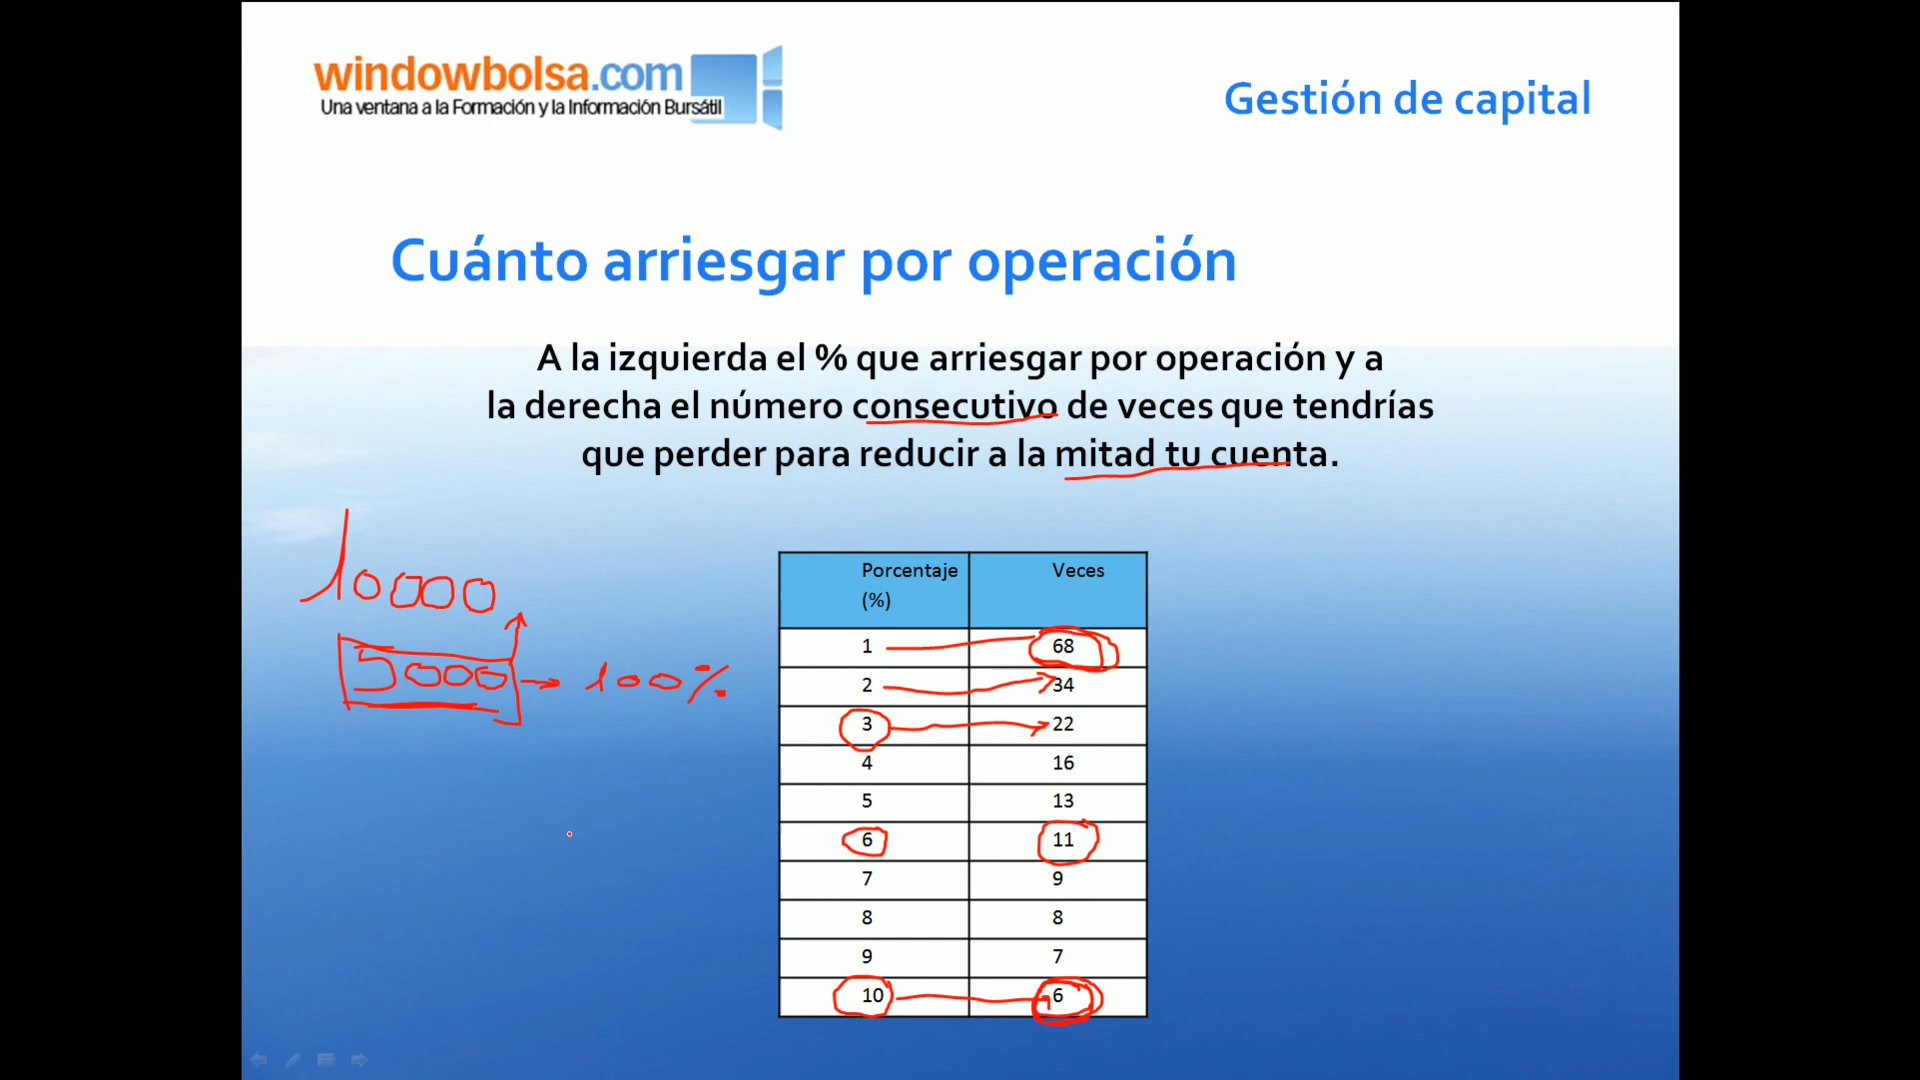 windowbolsa.com
Una ventana a la Formación y la Información Bursátil
Gestión de capital
Cuánto arriesgar por operación
A la izquierda el % que arriesgar por operación y a
la derecha el número consecutivo de veces que tendrías
que perder para reducir a la mitad tu cuenta.
10000
5000 → 100%
Porcentaje (%) Veces
1 68
2 34
3 22
4 16
5 13
6 11
7 9
8 8
9 7
10 6